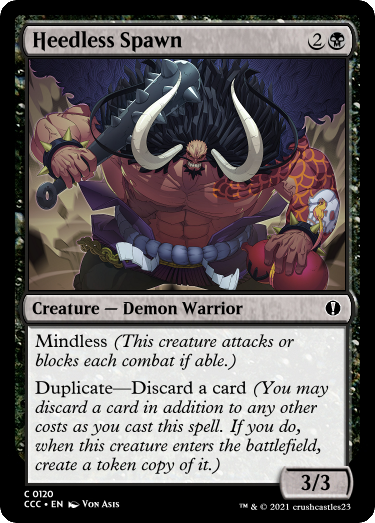 Heedless Spawn 2
Creature — Demon Warrior
Mindless (This creature attacks or
blocks each combat if able.)
Duplicate—Discard a card (You may
discard a card in addition to any other
costs as you cast this spell. If you do,
when this creature enters the battlefield,
create a token copy of it.)
3/3
C 0120
CCC • EN Von Asis
™ & © 2021 crushcastles23